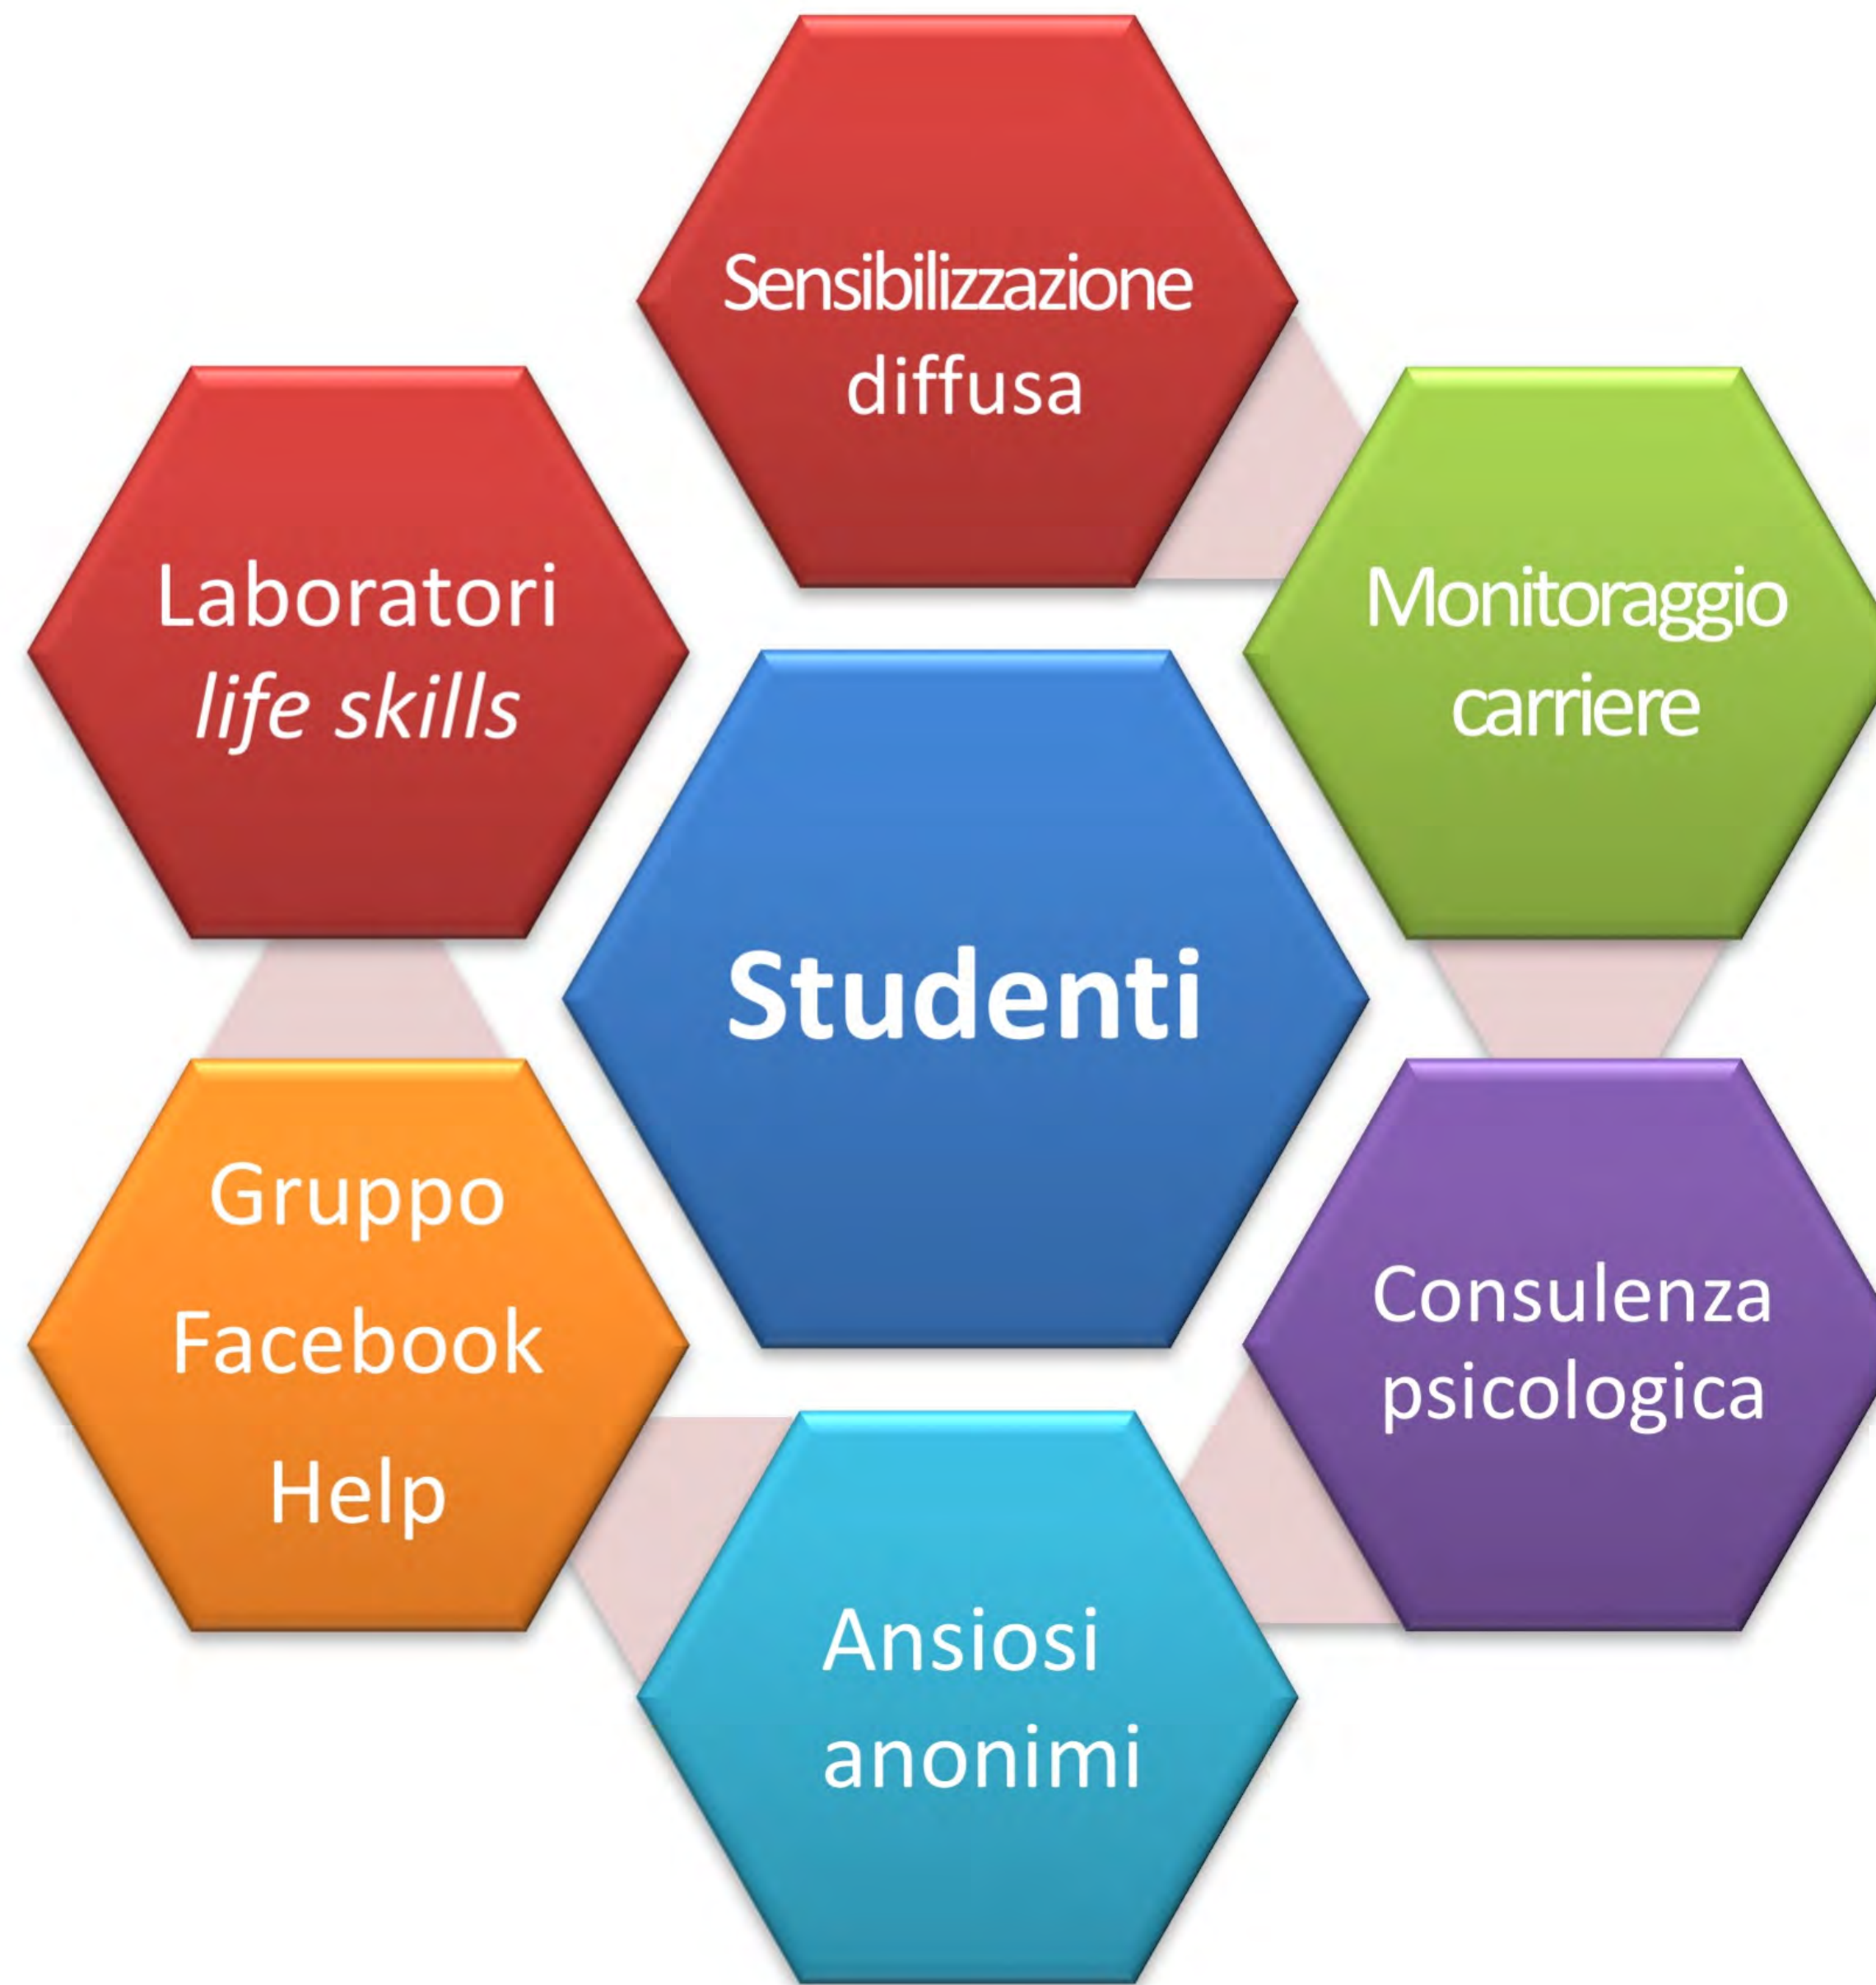 Sensibilizzazione
diffusa
Laboratori
life skills
Monitoraggio
carriere
Studenti
Gruppo
Facebook
Help
Consulenza
psicologica
Ansiosi
anonimi